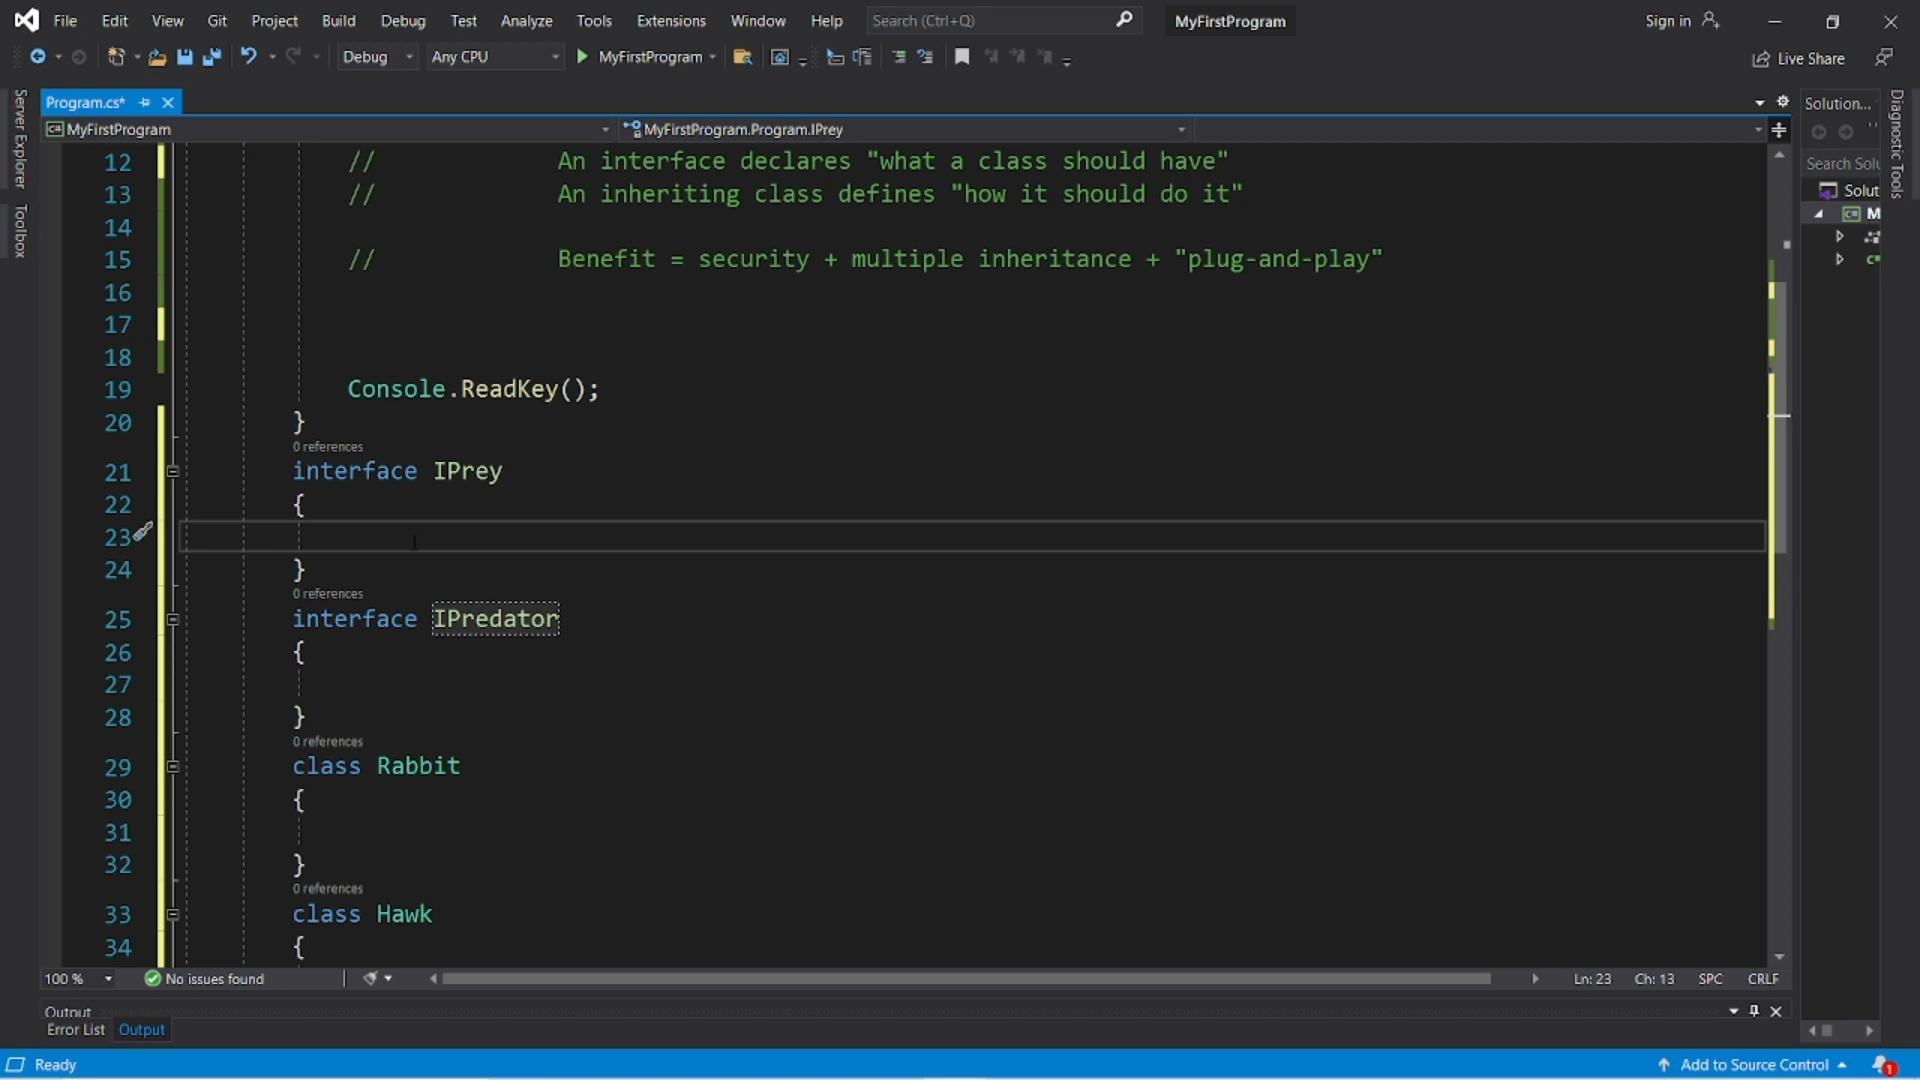 File Edit View Git Project Build Debug Test Analyze Tools Extensions Window Help Search (Ctrl+Q) MyFirstProgram Sign in
Debug Any CPU MyFirstProgram Live Share
Server Explorer
Toolbox
Program.cs*
MyFirstProgram MyFirstProgram.Program.IPrey
12 // An interface declares "what a class should have"
13 // An inheriting class defines "how it should do it"
14
15 // Benefit = security + multiple inheritance + "plug-and-play"
16
17
18
19 Console.ReadKey();
20 }
0 references
21 interface IPrey
22 {
23
24 }
0 references
25 interface IPredator
26 {
27
28 }
0 references
29 class Rabbit
30 {
31
32 }
0 references
33 class Hawk
34 {
100 % No issues found Ln: 23 Ch: 13 SPC CRLF
Output
Error List Output
Solution...
Search Solu
Solut
M
Diagnostic Tools
Ready Add to Source Control 1